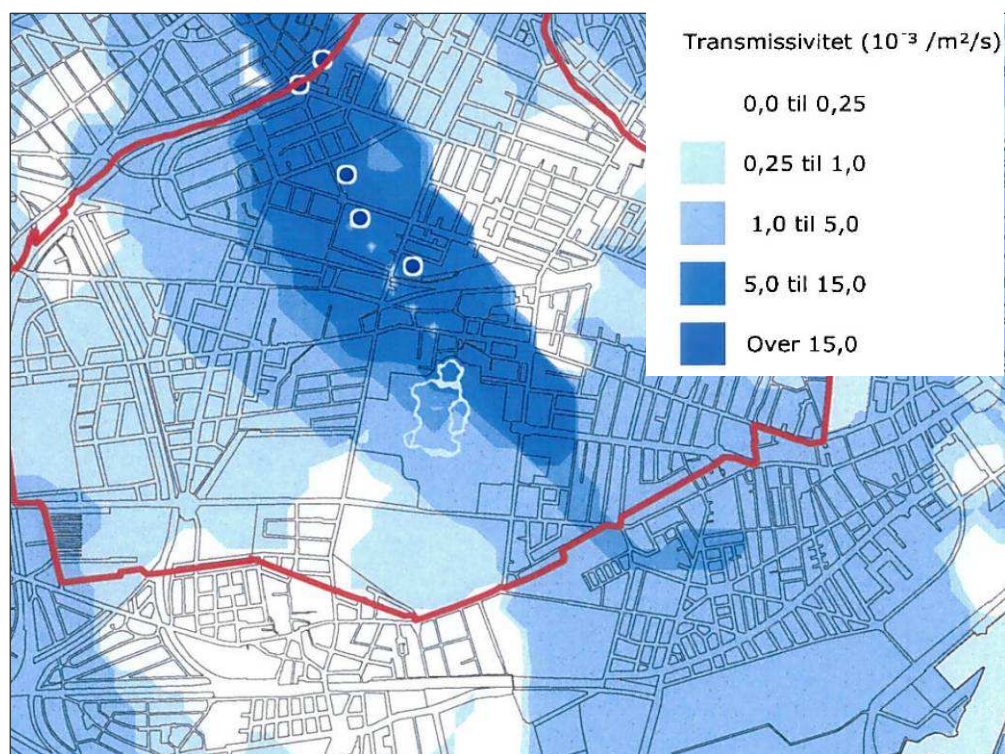 Transmissivitet (10⁻³ /m²/s)
0,0 til 0,25
0,25 til 1,0
1,0 til 5,0
5,0 til 15,0
Over 15,0